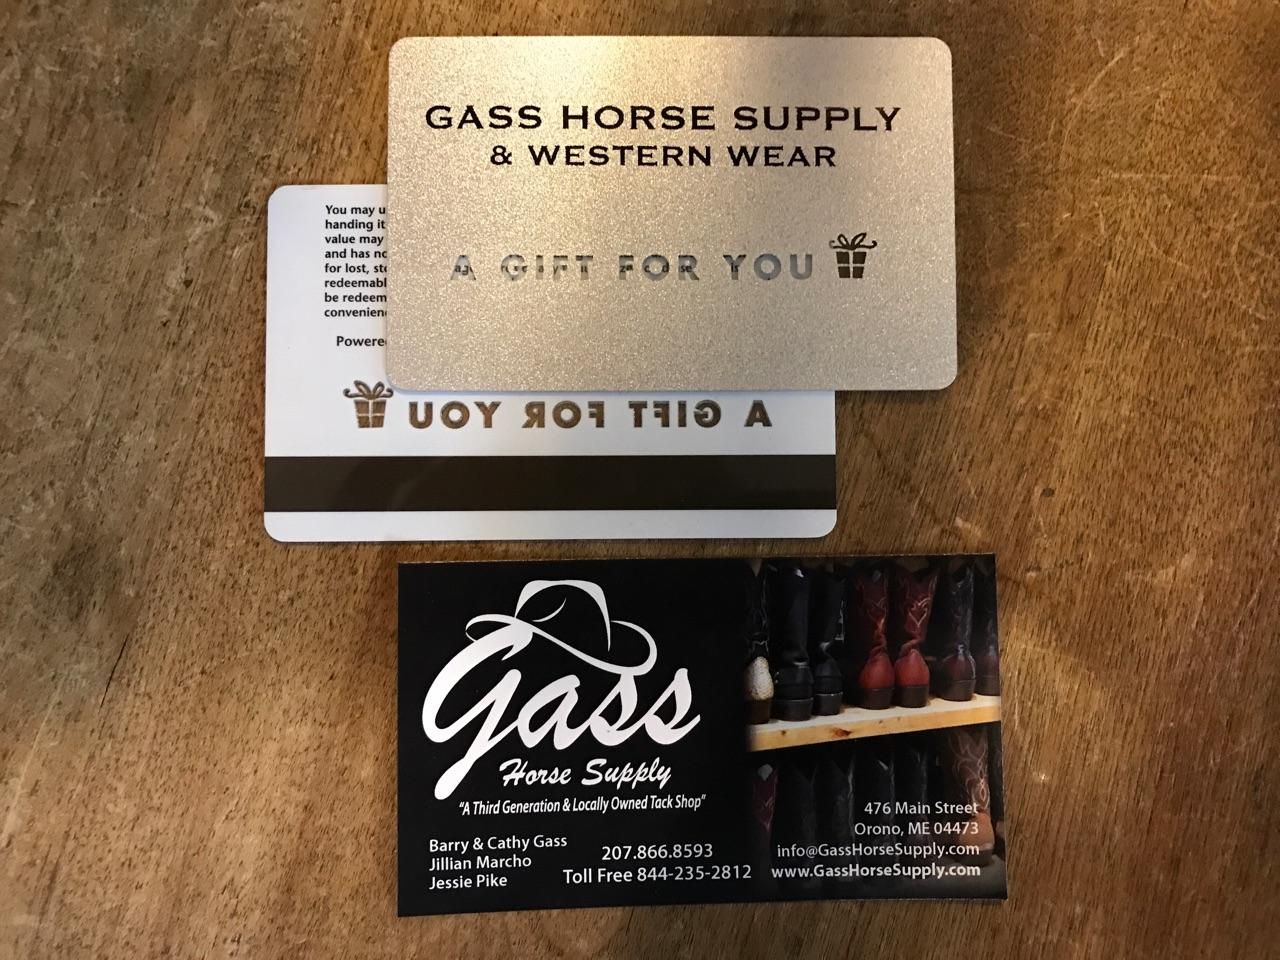 GASS HORSE SUPPLY
& WESTERN WEAR
A GIFT FOR YOU
You may u
handing it
value may
and has no
for lost, sto
redeemabl
be redeem
convenien
Powere
A GIFT FOR YOU
Gass
Horse Supply
"A Third Generation & Locally Owned Tack Shop"
Barry & Cathy Gass
Jillian Marcho
Jessie Pike
207.866.8593
Toll Free 844-235-2812
476 Main Street
Orono, ME 04473
info@GassHorseSupply.com
www.GassHorseSupply.com